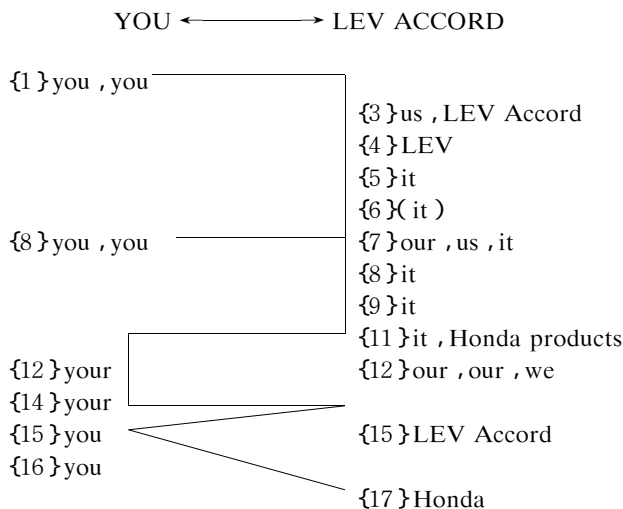 YOU LEV ACCORD
{1}you ,you
{3}us ,LEV Accord
{4}LEV
{5}it
{6}( it )
{8}you ,you {7}our ,us ,it
{8}it
{9}it
{11}it ,Honda products
{12}your {12}our ,our ,we
{14}your
{15}you {15}LEV Accord
{16}you
{17}Honda